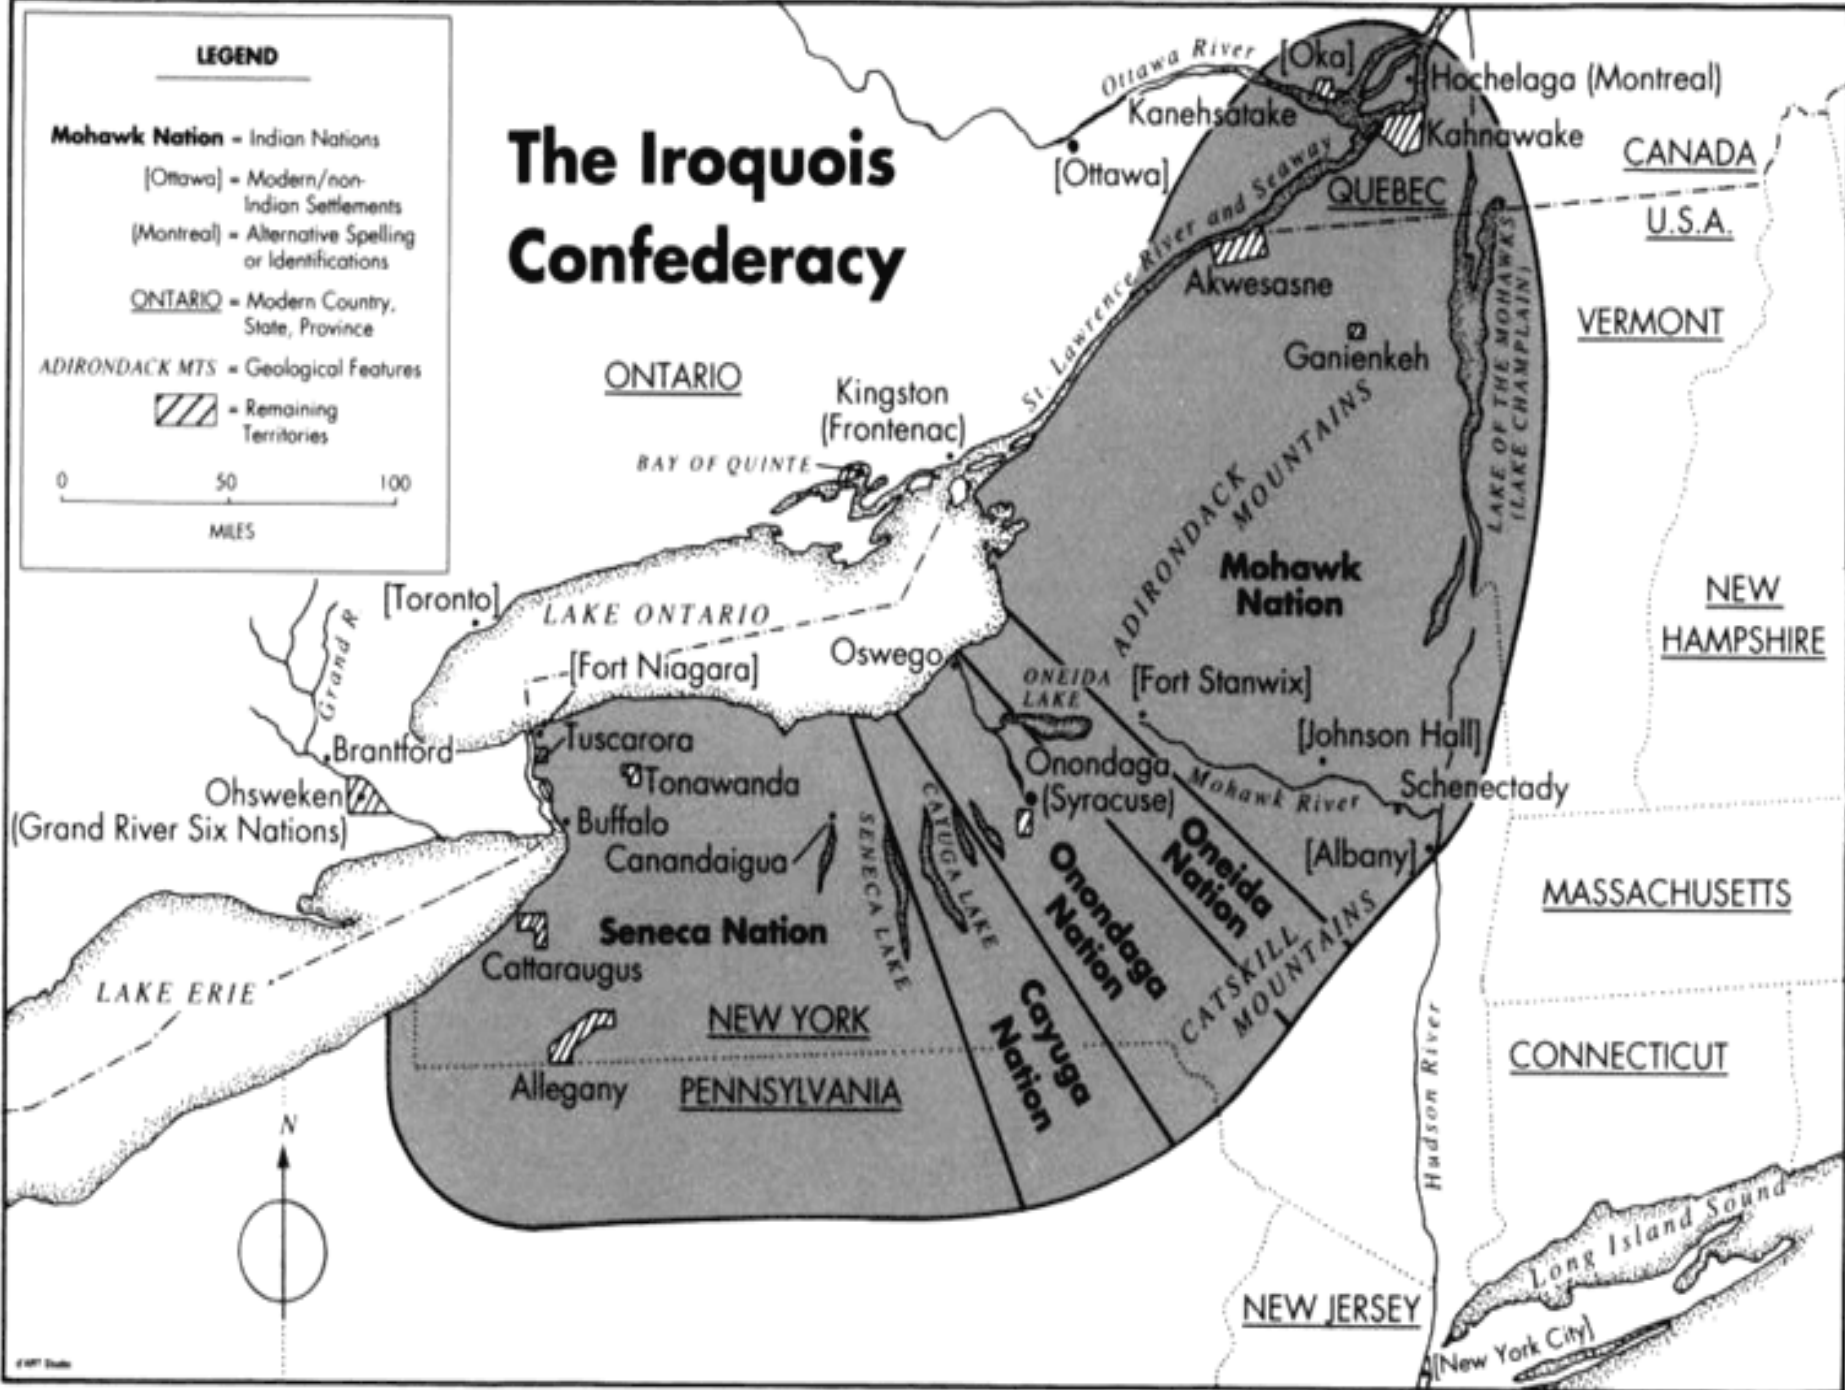 LEGEND
Mohawk Nation = Indian Nations
[Ottawa] = Modern/non-
Indian Settlements
(Montreal) = Alternative Spelling
or Identifications
ONTARIO = Modern Country,
State, Province
ADIRONDACK MTS = Geological Features
= Remaining
Territories
0 50 100
MILES
The Iroquois
Confederacy
Ottawa River
[Oka]
Hochelaga (Montreal)
Kanehsatake
Kahnawake
[Ottawa]
CANADA
QUEBEC
U.S.A.
St. Lawrence River and Seaway
Akwesasne
Ganienkeh
VERMONT
LAKE OF THE MOHAWKS
(LAKE CHAMPLAIN)
ONTARIO
Kingston
(Frontenac)
BAY OF QUINTE
ADIRONDACK
MOUNTAINS
Mohawk
Nation
NEW
HAMPSHIRE
[Toronto]
LAKE ONTARIO
Grand R.
[Fort Niagara]
Oswego
ONEIDA
LAKE
[Fort Stanwix]
[Johnson Hall]
Brantford
Tuscarora
Tonawanda
Onondaga
(Syracuse)
Mohawk River
Schenectady
Ohsweken
(Grand River Six Nations)
Buffalo
Canandaigua
SENECA LAKE
CAYUGA LAKE
Oneida
Nation
[Albany]
Onondaga
Nation
MASSACHUSETTS
Seneca Nation
Cattaraugus
LAKE ERIE
CATSKILL
MOUNTAINS
NEW YORK
Cayuga
Nation
CONNECTICUT
Allegany
PENNSYLVANIA
Hudson River
N
Long Island Sound
NEW JERSEY
[New York City]
d'ART Studio